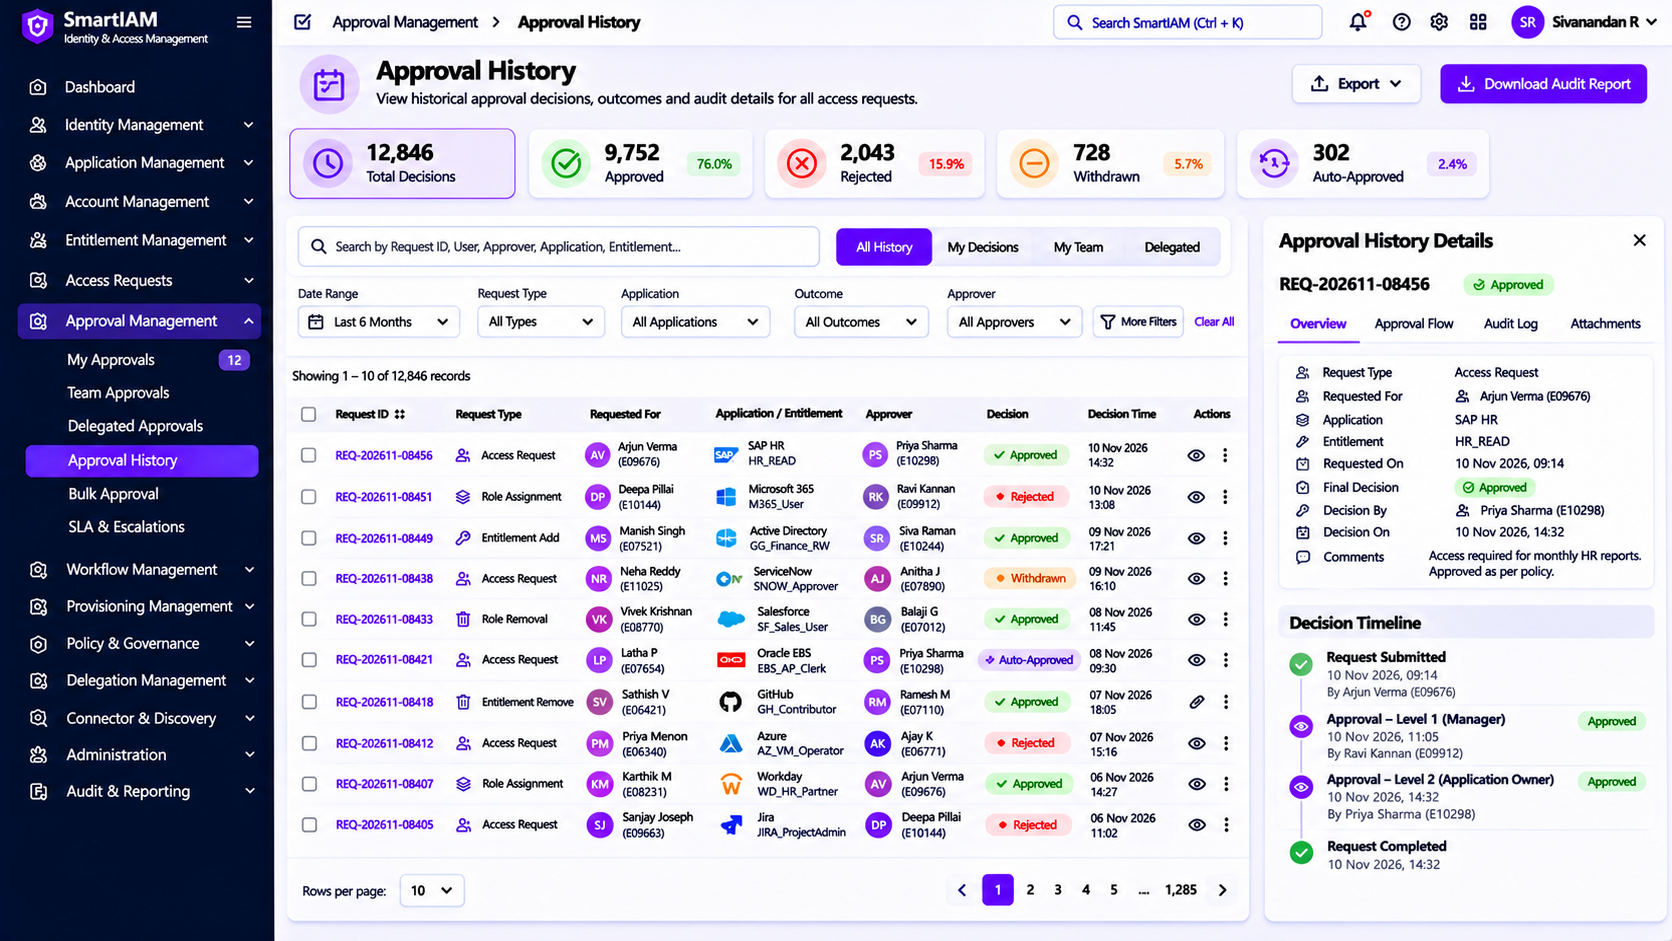 SmartIAM
Identity & Access Management
Dashboard
Identity Management
Application Management
Account Management
Entitlement Management
Access Requests
Approval Management
My Approvals 12
Team Approvals
Delegated Approvals
Approval History
Bulk Approval
SLA & Escalations
Workflow Management
Provisioning Management
Policy & Governance
Delegation Management
Connector & Discovery
Administration
Audit & Reporting
Approval Management > Approval History
Search SmartIAM (Ctrl + K)
SR Sivanandan R
Approval History
View historical approval decisions, outcomes and audit details for all access requests.
Export
Download Audit Report
12,846
Total Decisions
9,752
Approved
76.0%
2,043
Rejected
15.9%
728
Withdrawn
5.7%
302
Auto-Approved
2.4%
Search by Request ID, User, Approver, Application, Entitlement...
All History My Decisions My Team Delegated
Date Range Request Type Application Outcome Approver
Last 6 Months All Types All Applications All Outcomes All Approvers More Filters Clear All
Showing 1 – 10 of 12,846 records
Request ID Request Type Requested For Application / Entitlement Approver Decision Decision Time Actions
REQ-202611-08456 Access Request AV Arjun Verma (E09676) SAP SAP HR HR_READ PS Priya Sharma (E10298) Approved 10 Nov 2026 14:32
REQ-202611-08451 Role Assignment DP Deepa Pillai (E10144) Microsoft 365 M365_User RK Ravi Kannan (E09912) Rejected 10 Nov 2026 13:08
REQ-202611-08449 Entitlement Add MS Manish Singh (E07521) Active Directory GG_Finance_RW SR Siva Raman (E10244) Approved 09 Nov 2026 17:21
REQ-202611-08438 Access Request NR Neha Reddy (E11025) ServiceNow SNOW_Approver AJ Anitha J (E07890) Withdrawn 09 Nov 2026 16:10
REQ-202611-08433 Role Removal VK Vivek Krishnan (E08770) Salesforce SF_Sales_User BG Balaji G (E07012) Approved 08 Nov 2026 11:45
REQ-202611-08421 Access Request LP Latha P (E07654) Oracle EBS EBS_AP_Clerk PS Priya Sharma (E10298) Auto-Approved 08 Nov 2026 09:30
REQ-202611-08418 Entitlement Remove SV Sathish V (E06421) GitHub GH_Contributor RM Ramesh M (E07110) Approved 07 Nov 2026 18:05
REQ-202611-08412 Access Request PM Priya Menon (E06340) Azure AZ_VM_Operator AK Ajay K (E06771) Rejected 07 Nov 2026 15:16
REQ-202611-08407 Role Assignment KM Karthik M (E08231) Workday WD_HR_Partner AV Arjun Verma (E09676) Approved 06 Nov 2026 14:27
REQ-202611-08405 Access Request SJ Sanjay Joseph (E09663) Jira JIRA_ProjectAdmin DP Deepa Pillai (E10144) Rejected 06 Nov 2026 11:02
Rows per page: 10
1 2 3 4 5 .... 1,285
Approval History Details
REQ-202611-08456 Approved
Overview Approval Flow Audit Log Attachments
Request Type Access Request
Requested For Arjun Verma (E09676)
Application SAP HR
Entitlement HR_READ
Requested On 10 Nov 2026, 09:14
Final Decision Approved
Decision By Priya Sharma (E10298)
Decision On 10 Nov 2026, 14:32
Comments Access required for monthly HR reports.
Approved as per policy.
Decision Timeline
Request Submitted
10 Nov 2026, 09:14
By Arjun Verma (E09676)
Approval – Level 1 (Manager) Approved
10 Nov 2026, 11:05
By Ravi Kannan (E09912)
Approval – Level 2 (Application Owner) Approved
10 Nov 2026, 14:32
By Priya Sharma (E10298)
Request Completed
10 Nov 2026, 14:32